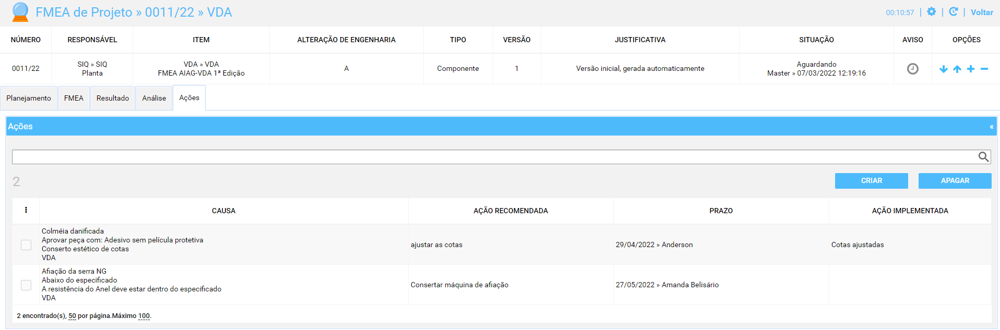 FMEA de Projeto » 0011/22 » VDA
00:10:57 | | | Voltar
NÚMERO RESPONSÁVEL ITEM ALTERAÇÃO DE ENGENHARIA TIPO VERSÃO JUSTIFICATIVA SITUAÇÃO AVISO OPÇÕES
0011/22
SIQ » SIQ
Planta
VDA » VDA
FMEA AIAG-VDA 1ª Edição
A
Componente
1
Versão inicial, gerada automaticamente
Aguardando
Master » 07/03/2022 12:19:16
Planejamento FMEA Resultado Análise Ações
Ações «
2
CRIAR APAGAR
CAUSA AÇÃO RECOMENDADA PRAZO AÇÃO IMPLEMENTADA
Colméia danificada
Aprovar peça com: Adesivo sem película protetiva
Conserto estético de cotas
VDA
ajustar as cotas
29/04/2022 » Anderson
Cotas ajustadas
Afiação da serra NG
Abaixo do especificado
A resistência do Anel deve estar dentro do especificado
VDA
Consertar máquina de afiação
27/05/2022 » Amanda Belisário
2 encontrado(s), 50 por página.Máximo 100.